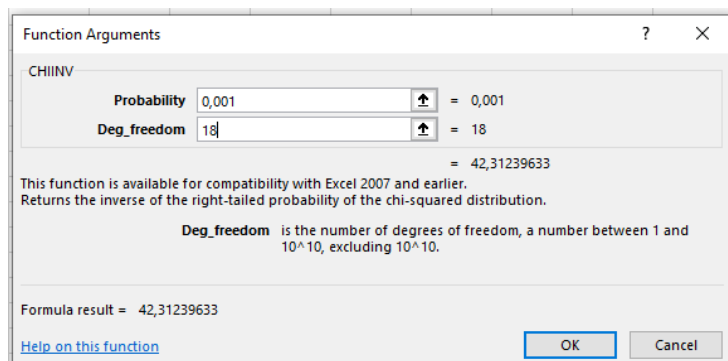 Function Arguments ? ×
CHIINV
Probability 0,001 = 0,001
Deg_freedom 18 = 18
= 42,31239633
This function is available for compatibility with Excel 2007 and earlier.
Returns the inverse of the right-tailed probability of the chi-squared distribution.
Deg_freedom is the number of degrees of freedom, a number between 1 and
10^10, excluding 10^10.
Formula result = 42,31239633
Help on this function OK Cancel